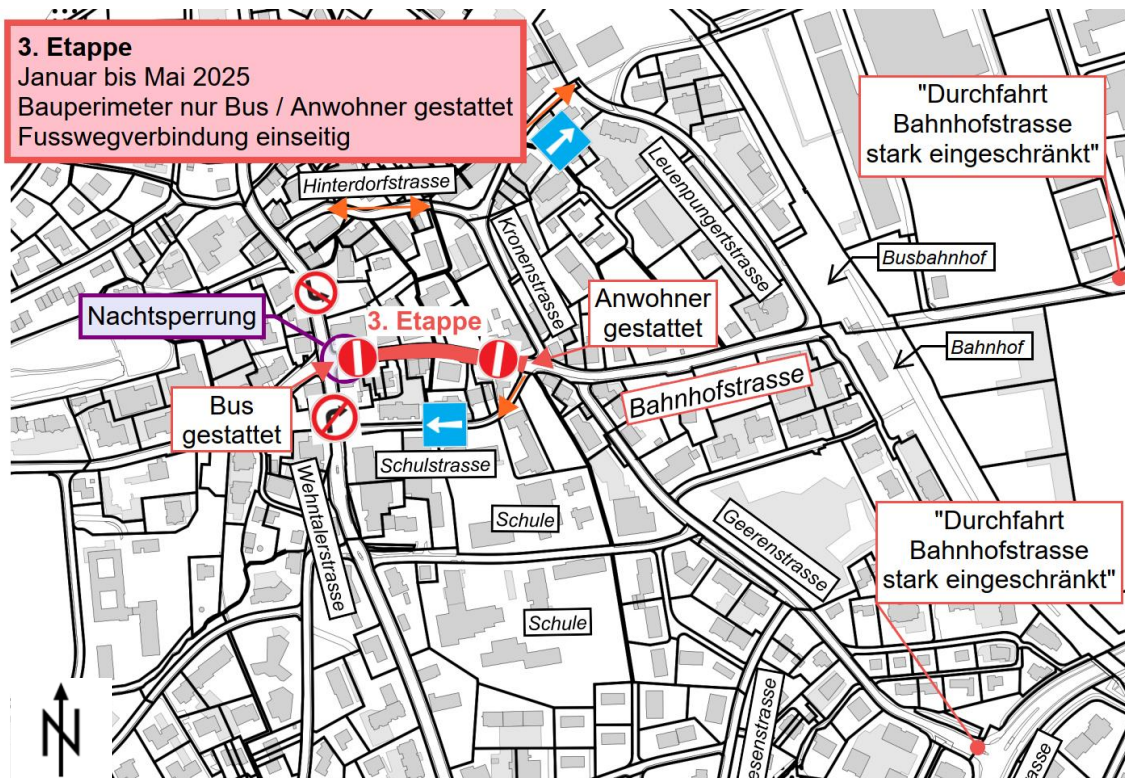 3. Etappe
Januar bis Mai 2025
Bauperimeter nur Bus / Anwohner gestattet
Fusswegverbindung einseitig
"Durchfahrt
Bahnhofstrasse
stark eingeschränkt"
Hinterdorfstrasse
Leuenpungertstrasse
Kronenstrasse
Busbahnhof
Nachtsperrung
3. Etappe
Anwohner
gestattet
Bahnhof
Bahnhofstrasse
Bus
gestattet
Schulstrasse
Wehntalerstrasse
Schule
Geerenstrasse
"Durchfahrt
Bahnhofstrasse
stark eingeschränkt"
Schule
N
esenstrasse
trasse